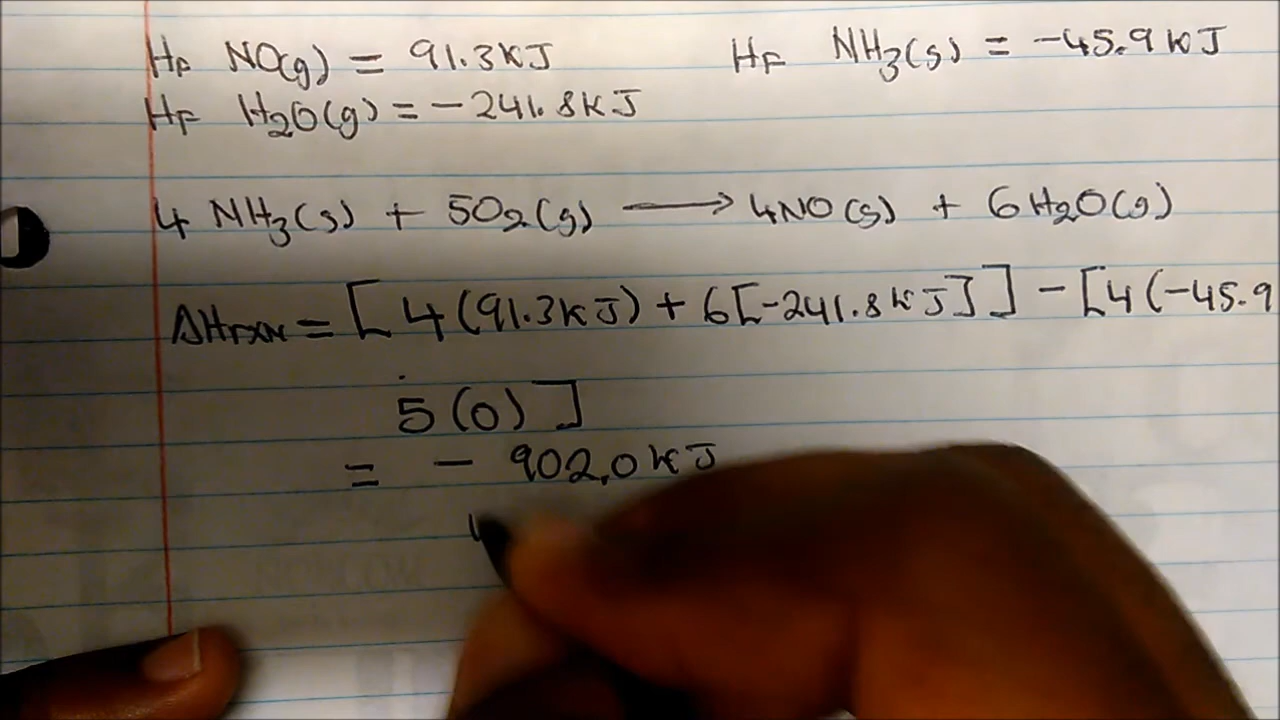 HF NO(g) = 91.3KJ HF NH3(g) = -45.9KJ
HF H2O(g) = -241.8KJ
4 NH3(g) + 5O2(g) → 4NO(g) + 6H2O(g)
ΔHrxn = [4(91.3KJ) + 6[-241.8KJ]] - [4(-45.9
5(0)]
= - 902.0KJ